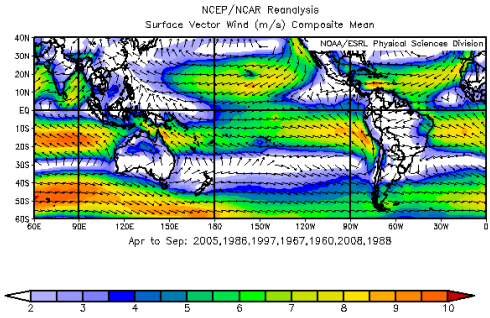 NCEP/NCAR Reanalysis
Surface Vector Wind (m/s) Composite Mean
NOAA/ESRL Physical Sciences Division
40N
30N
20N
10N
EQ
10S
20S
30S
40S
50S
60S
60E 90E 120E 150E 180 150W 120W 90W 60W 30W 0
Apr to Sep: 2005,1986,1997,1967,1960,2008,1988
2 3 4 5 6 7 8 9 10